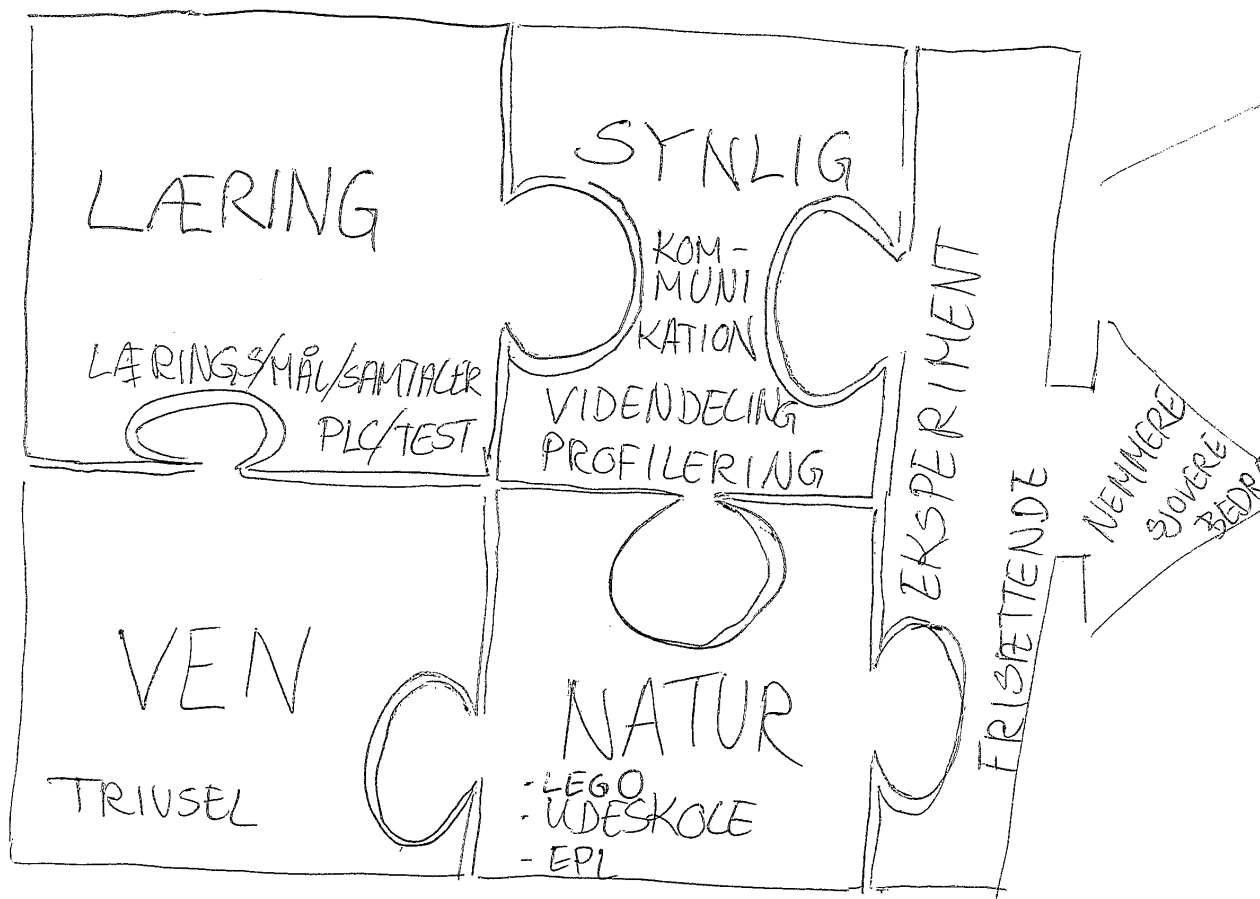 LÆRING
LÆRINGS/MÅL/SAMTALER
PLC/TEST
SYNLIG
KOM-
MUNI
KATION
VIDENDELING
PROFILERING
VEN
TRIVSEL
NATUR
- LEGO
- UDESKOLE
- EPL
EKSPERIMENT
FRISÆTTENDE
NEMMERE
SJOVERE
BEDR